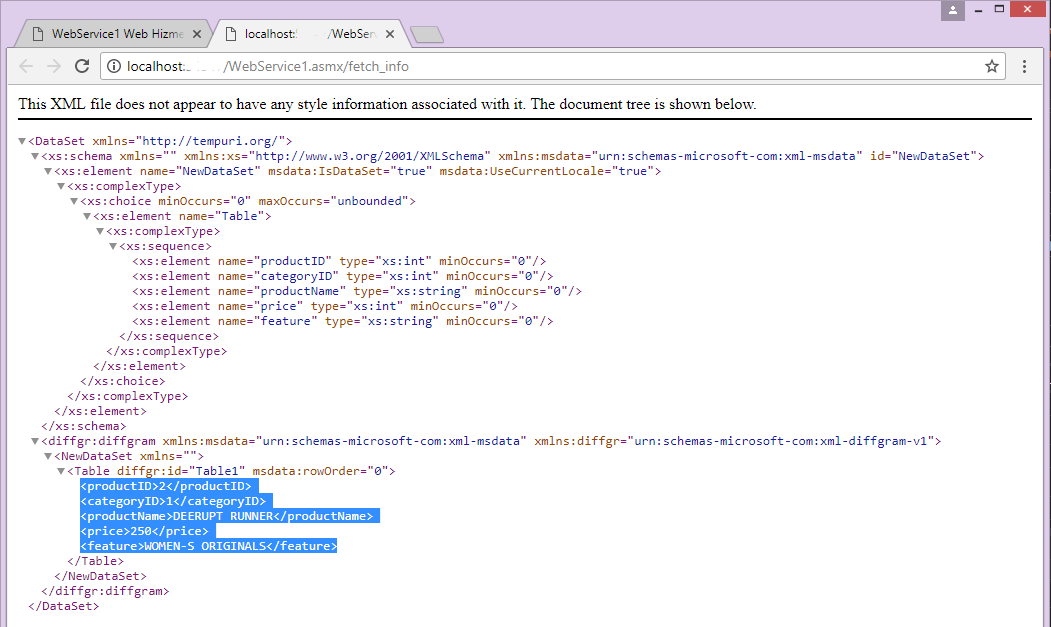 WebService1 Web Hizme
localhost: /WebServ
localhost: /WebService1.asmx/fetch_info
This XML file does not appear to have any style information associated with it. The document tree is shown below.
▼<DataSet xmlns="http://tempuri.org/">
▼<xs:schema xmlns="" xmlns:xs="http://www.w3.org/2001/XMLSchema" xmlns:msdata="urn:schemas-microsoft-com:xml-msdata" id="NewDataSet">
▼<xs:element name="NewDataSet" msdata:IsDataSet="true" msdata:UseCurrentLocale="true">
▼<xs:complexType>
▼<xs:choice minOccurs="0" maxOccurs="unbounded">
▼<xs:element name="Table">
▼<xs:complexType>
▼<xs:sequence>
<xs:element name="productID" type="xs:int" minOccurs="0"/>
<xs:element name="categoryID" type="xs:int" minOccurs="0"/>
<xs:element name="productName" type="xs:string" minOccurs="0"/>
<xs:element name="price" type="xs:int" minOccurs="0"/>
<xs:element name="feature" type="xs:string" minOccurs="0"/>
</xs:sequence>
</xs:complexType>
</xs:element>
</xs:choice>
</xs:complexType>
</xs:element>
</xs:schema>
▼<diffgr:diffgram xmlns:msdata="urn:schemas-microsoft-com:xml-msdata" xmlns:diffgr="urn:schemas-microsoft-com:xml-diffgram-v1">
▼<NewDataSet xmlns="">
▼<Table diffgr:id="Table1" msdata:rowOrder="0">
<productID>2</productID>
<categoryID>1</categoryID>
<productName>DEERUPT RUNNER</productName>
<price>250</price>
<feature>WOMEN-S ORIGINALS</feature>
</Table>
</NewDataSet>
</diffgr:diffgram>
</DataSet>